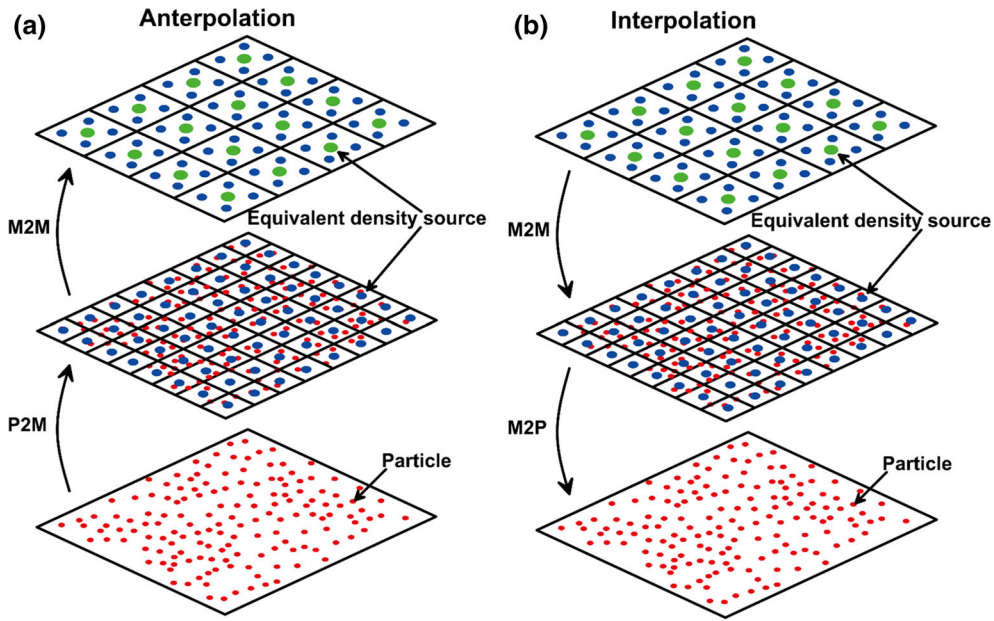 (a)
Anterpolation
M2M
Equivalent density source
P2M
Particle
(b)
Interpolation
M2M
Equivalent density source
M2P
Particle